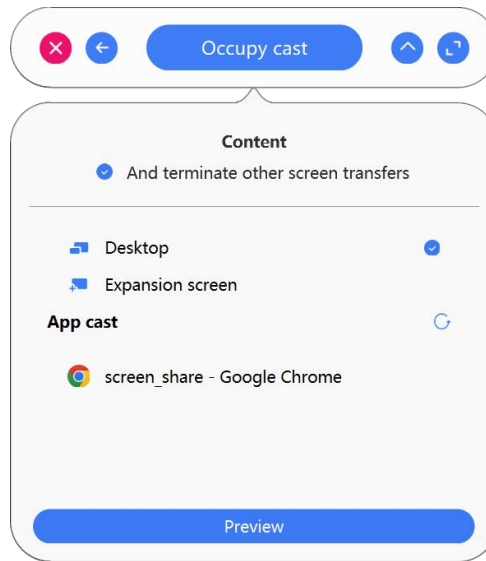 Occupy cast
Content
And terminate other screen transfers
Desktop
Expansion screen
App cast
screen_share - Google Chrome
Preview